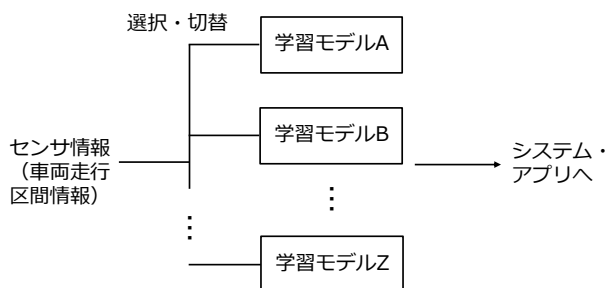 選択・切替
学習モデルA
学習モデルB
センサ情報
（車両走行
区間情報）
システム・
アプリへ
学習モデルZ